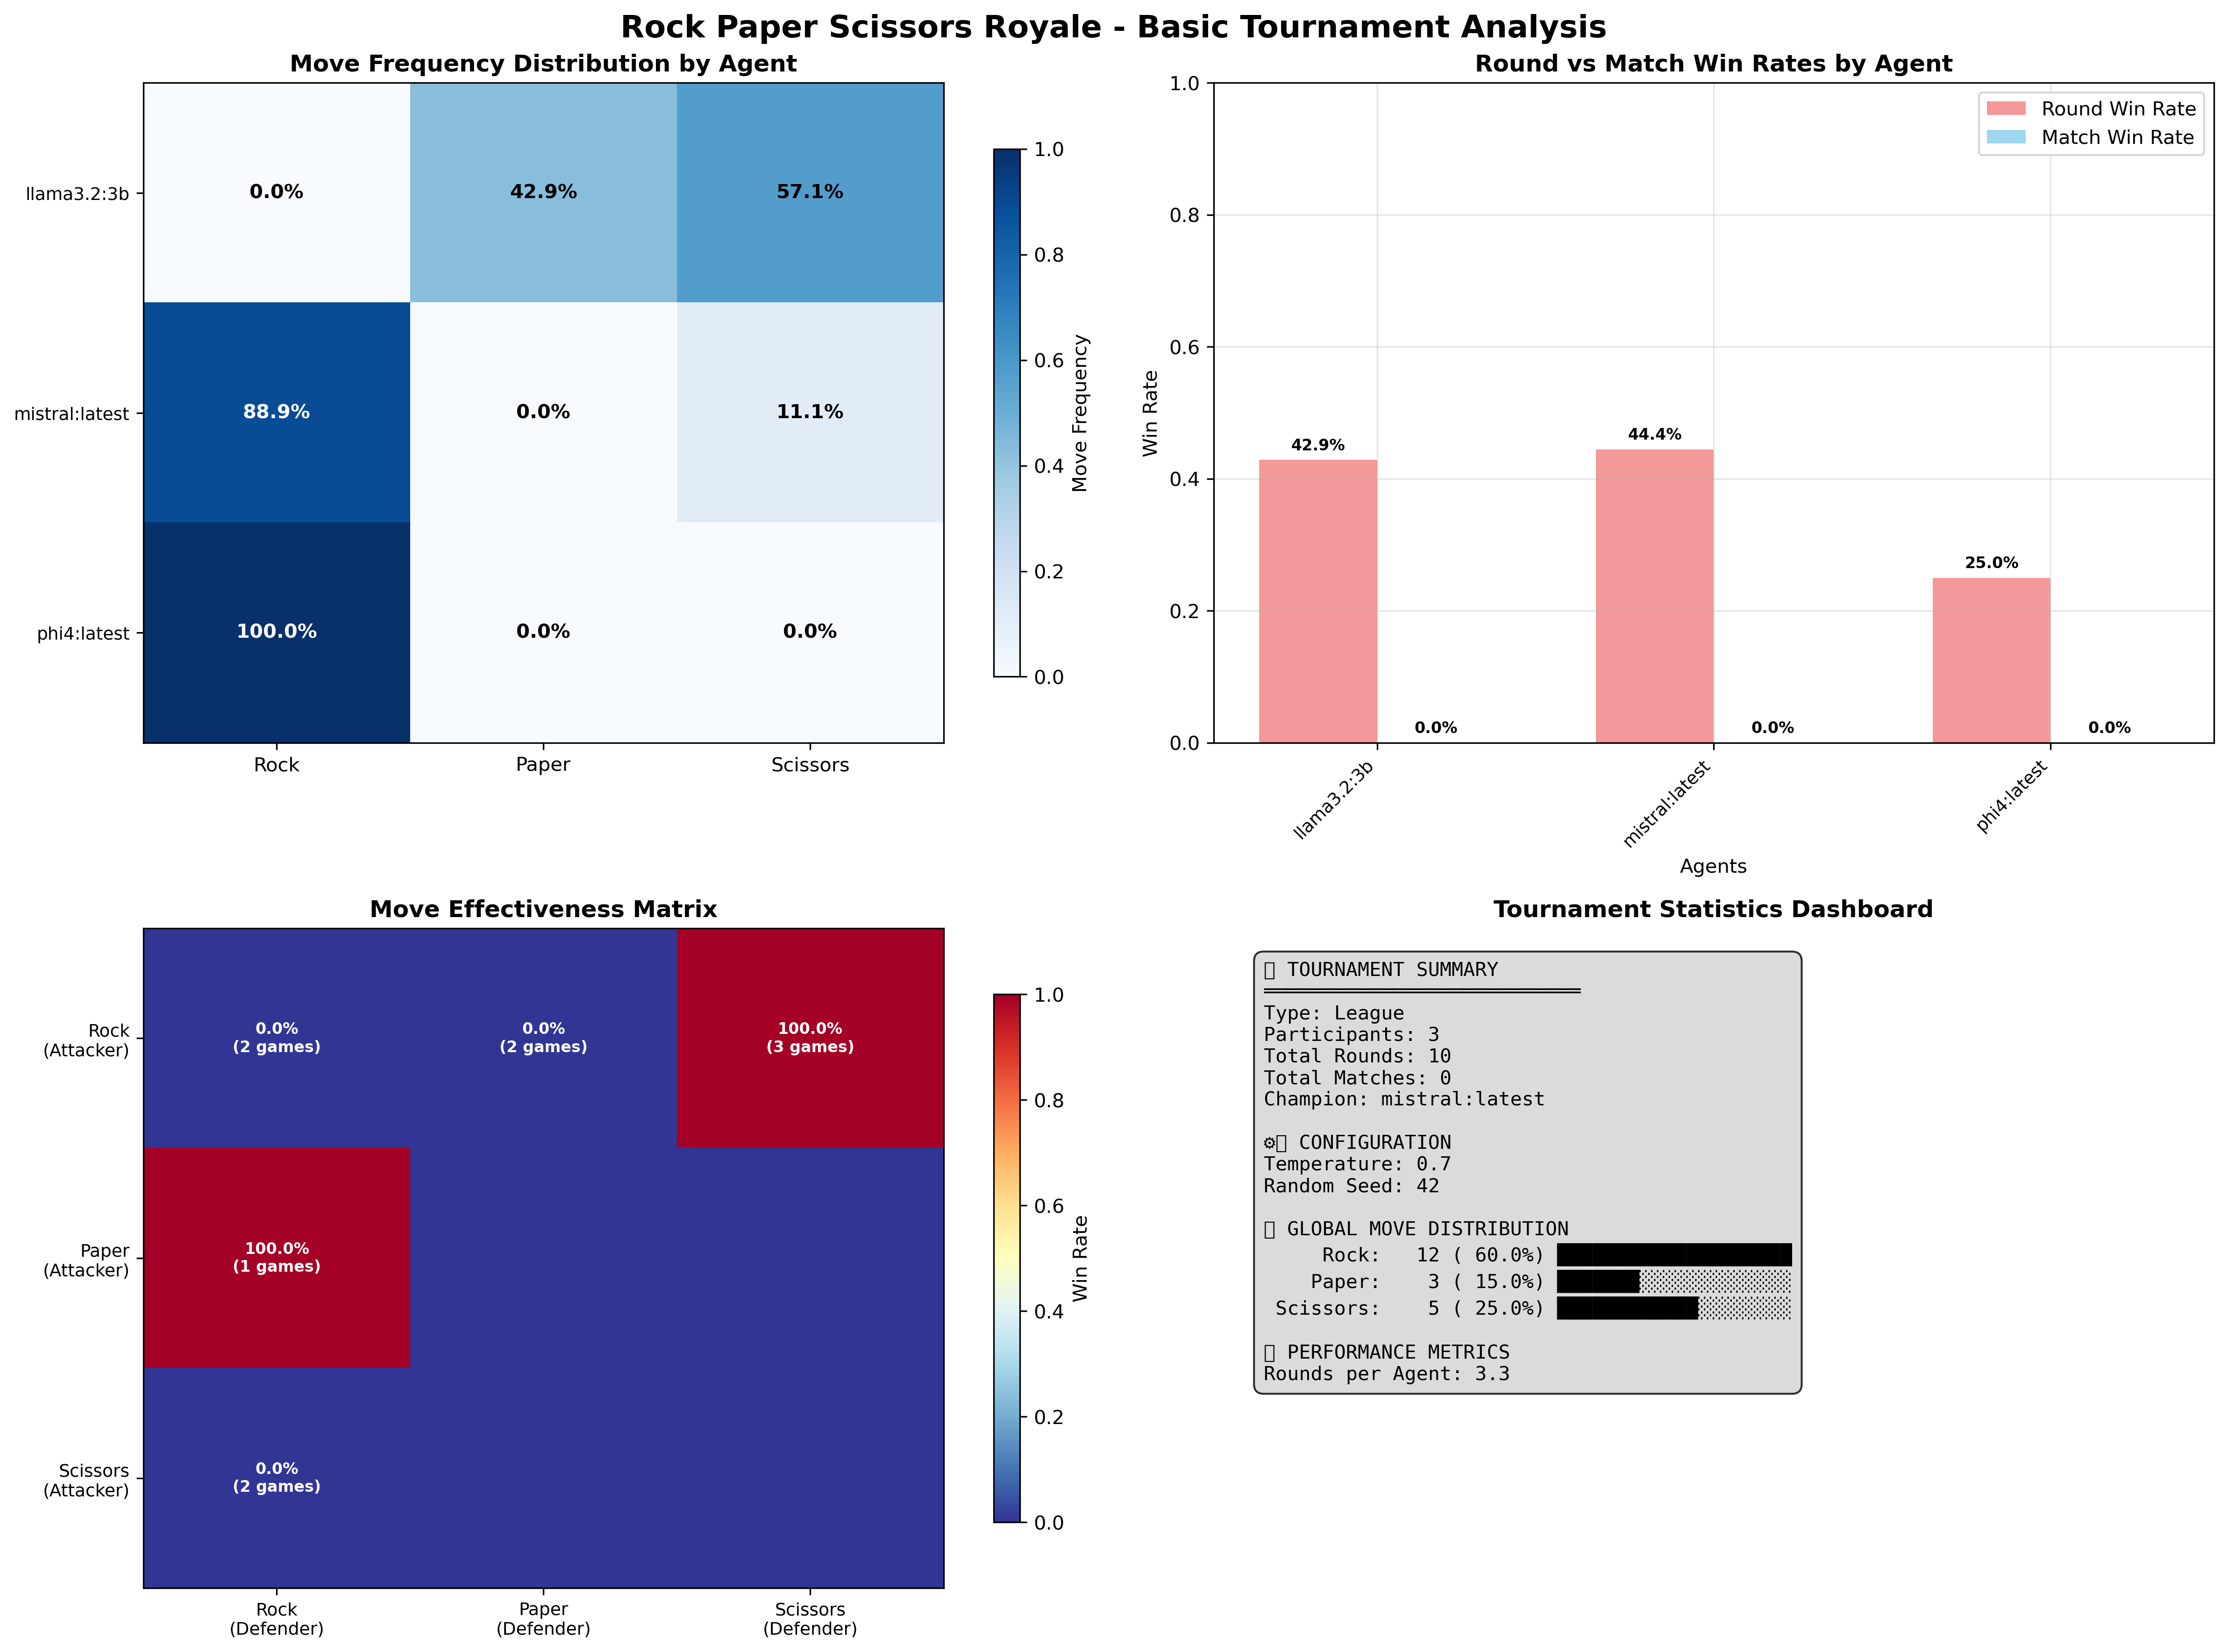 Rock Paper Scissors Royale - Basic Tournament Analysis
Move Frequency Distribution by Agent
llama3.2:3b
0.0%
42.9%
57.1%
mistral:latest
88.9%
0.0%
11.1%
phi4:latest
100.0%
0.0%
0.0%
Rock
Paper
Scissors
1.0
0.8
0.6
0.4
0.2
0.0
Move Frequency
Round vs Match Win Rates by Agent
Round Win Rate
Match Win Rate
1.0
0.8
0.6
0.4
0.2
0.0
Win Rate
42.9%
0.0%
44.4%
0.0%
25.0%
0.0%
llama3.2:3b
mistral:latest
phi4:latest
Agents
Move Effectiveness Matrix
Rock
(Attacker)
0.0%
(2 games)
0.0%
(2 games)
100.0%
(3 games)
Paper
(Attacker)
100.0%
(1 games)
Scissors
(Attacker)
0.0%
(2 games)
Rock
(Defender)
Paper
(Defender)
Scissors
(Defender)
1.0
0.8
0.6
0.4
0.2
0.0
Win Rate
Tournament Statistics Dashboard
TOURNAMENT SUMMARY
Type: League
Participants: 3
Total Rounds: 10
Total Matches: 0
Champion: mistral:latest
⚙ CONFIGURATION
Temperature: 0.7
Random Seed: 42
GLOBAL MOVE DISTRIBUTION
Rock: 12 ( 60.0%)
Paper: 3 ( 15.0%)
Scissors: 5 ( 25.0%)
PERFORMANCE METRICS
Rounds per Agent: 3.3